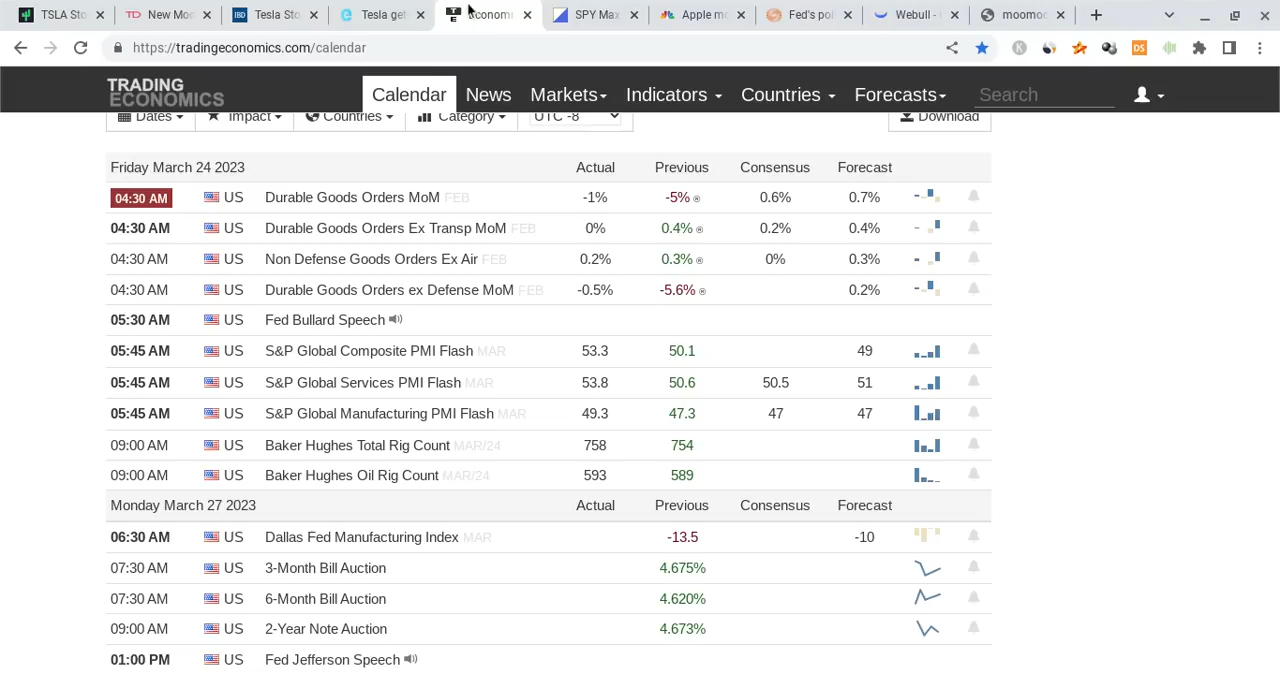 TSLA Sto New Moo Tesla Sto Tesla get Econom SPY Max Apple m Fed's pol Webull - moomoo
https://tradingeconomics.com/calendar
TRADING ECONOMICS Calendar News Markets Indicators Countries Forecasts Search
Dates Impact Countries Category UTC -8 Download
Friday March 24 2023 Actual Previous Consensus Forecast
04:30 AM US Durable Goods Orders MoM FEB -1% -5% ® 0.6% 0.7%
04:30 AM US Durable Goods Orders Ex Transp MoM FEB 0% 0.4% ® 0.2% 0.4%
04:30 AM US Non Defense Goods Orders Ex Air FEB 0.2% 0.3% ® 0% 0.3%
04:30 AM US Durable Goods Orders ex Defense MoM FEB -0.5% -5.6% ® 0.2%
05:30 AM US Fed Bullard Speech
05:45 AM US S&P Global Composite PMI Flash MAR 53.3 50.1 49
05:45 AM US S&P Global Services PMI Flash MAR 53.8 50.6 50.5 51
05:45 AM US S&P Global Manufacturing PMI Flash MAR 49.3 47.3 47 47
09:00 AM US Baker Hughes Total Rig Count MAR/24 758 754
09:00 AM US Baker Hughes Oil Rig Count MAR/24 593 589
Monday March 27 2023 Actual Previous Consensus Forecast
06:30 AM US Dallas Fed Manufacturing Index MAR -13.5 -10
07:30 AM US 3-Month Bill Auction 4.675%
07:30 AM US 6-Month Bill Auction 4.620%
09:00 AM US 2-Year Note Auction 4.673%
01:00 PM US Fed Jefferson Speech